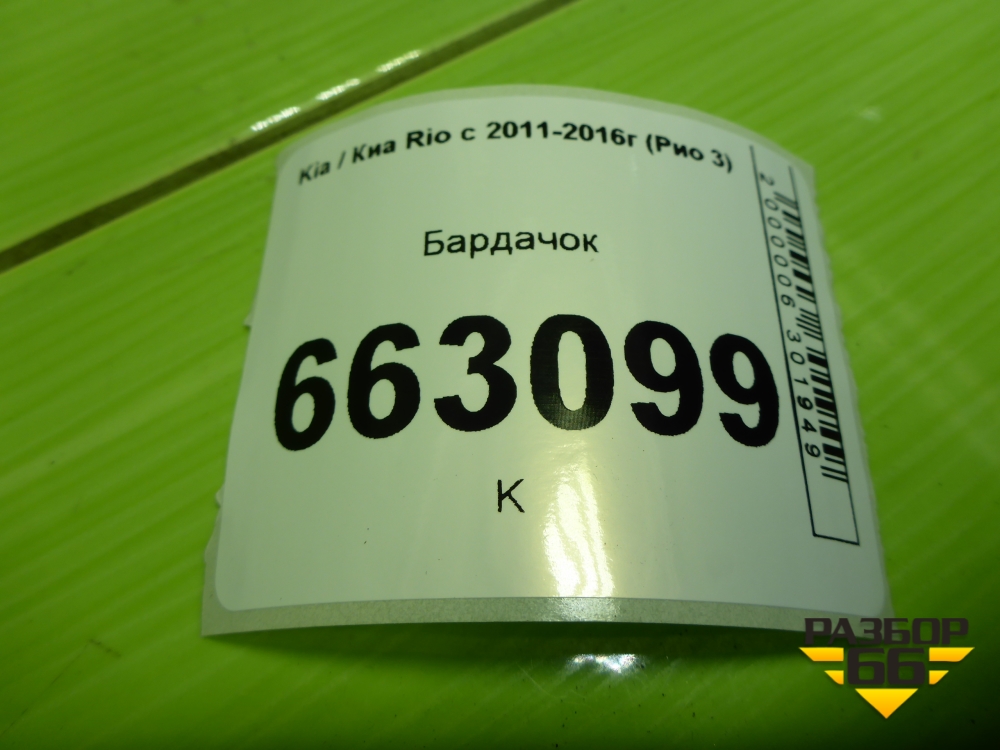 Kia / Киа Rio с 2011-2016г (Рио 3)
Бардачок
663099
К
2000006301949
РАЗБОР
66